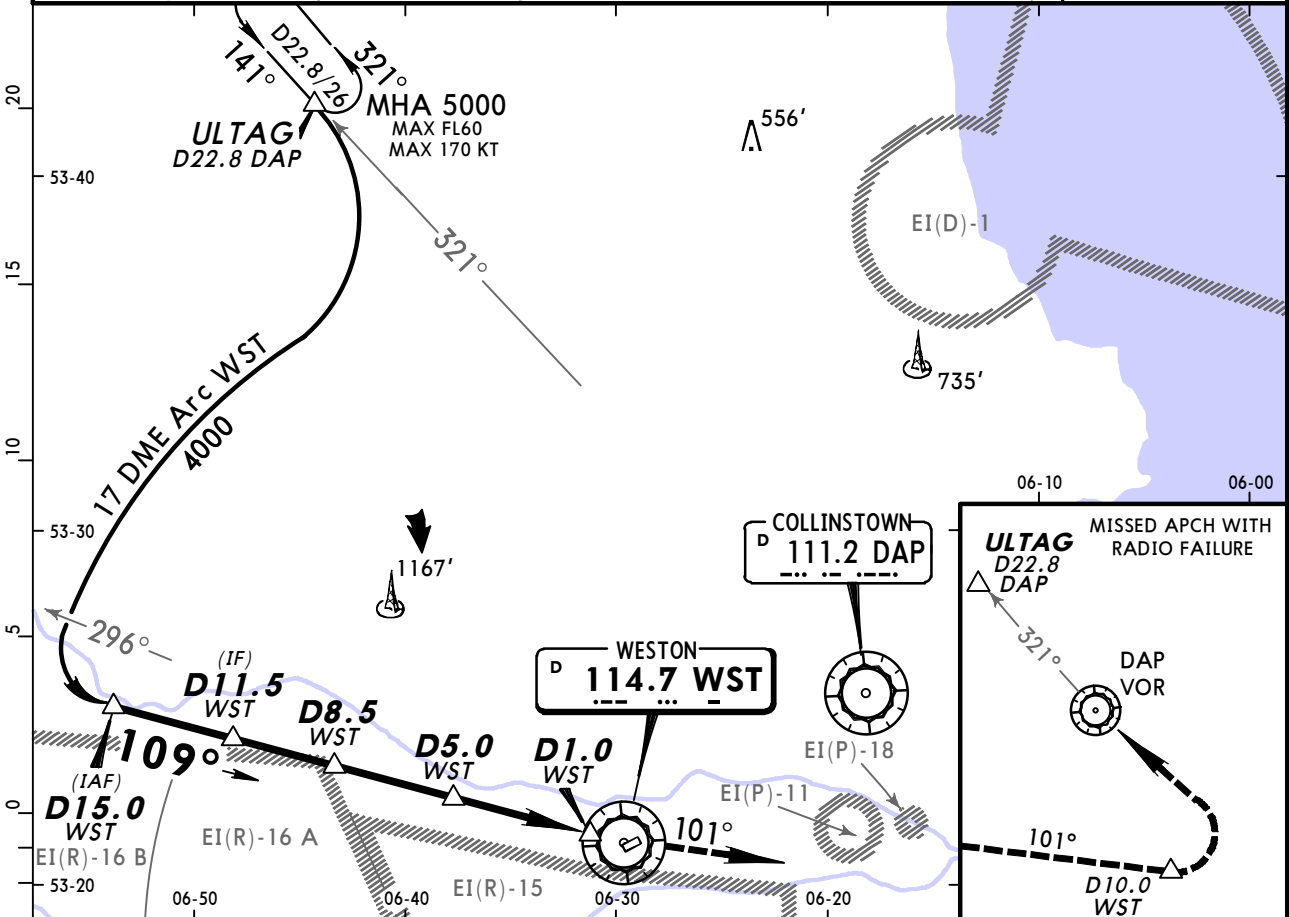 141°
D22.8/26
321°
ULTAG
D22.8 DAP
MHA 5000
MAX FL60
MAX 170 KT
556'
20
53-40
321°
EI(D)-1
15
735'
17 DME Arc WST
4000
10
06-10
06-00
53-30
1167'
COLLINSTOWN
D 111.2 DAP
MISSED APCH WITH
RADIO FAILURE
ULTAG
D22.8
DAP
321°
DAP
VOR
101°
D10.0
WST
5
296°
(IF)
D11.5
WST
D8.5
WST
D5.0
WST
D1.0
WST
WESTON
D 114.7 WST
109°
(IAF)
D15.0
WST
EI(P)-18
EI(P)-11
0
101°
EI(R)-16 A
EI(R)-16 B
EI(R)-15
53-20
06-50
06-40
06-30
06-20